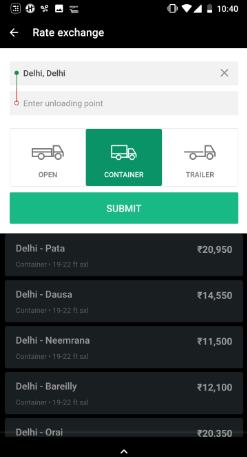 10:40
Rate exchange
Delhi, Delhi
Enter unloading point
OPEN
CONTAINER
TRAILER
SUBMIT
Delhi - Pata
₹20,950
Container • 19-22 ft sxl
Delhi - Dausa
₹14,550
Container • 19-22 ft sxl
Delhi - Neemrana
₹11,500
Container • 19-22 ft sxl
Delhi - Bareilly
₹12,100
Container • 19-22 ft sxl
Delhi - Orai
₹20,350